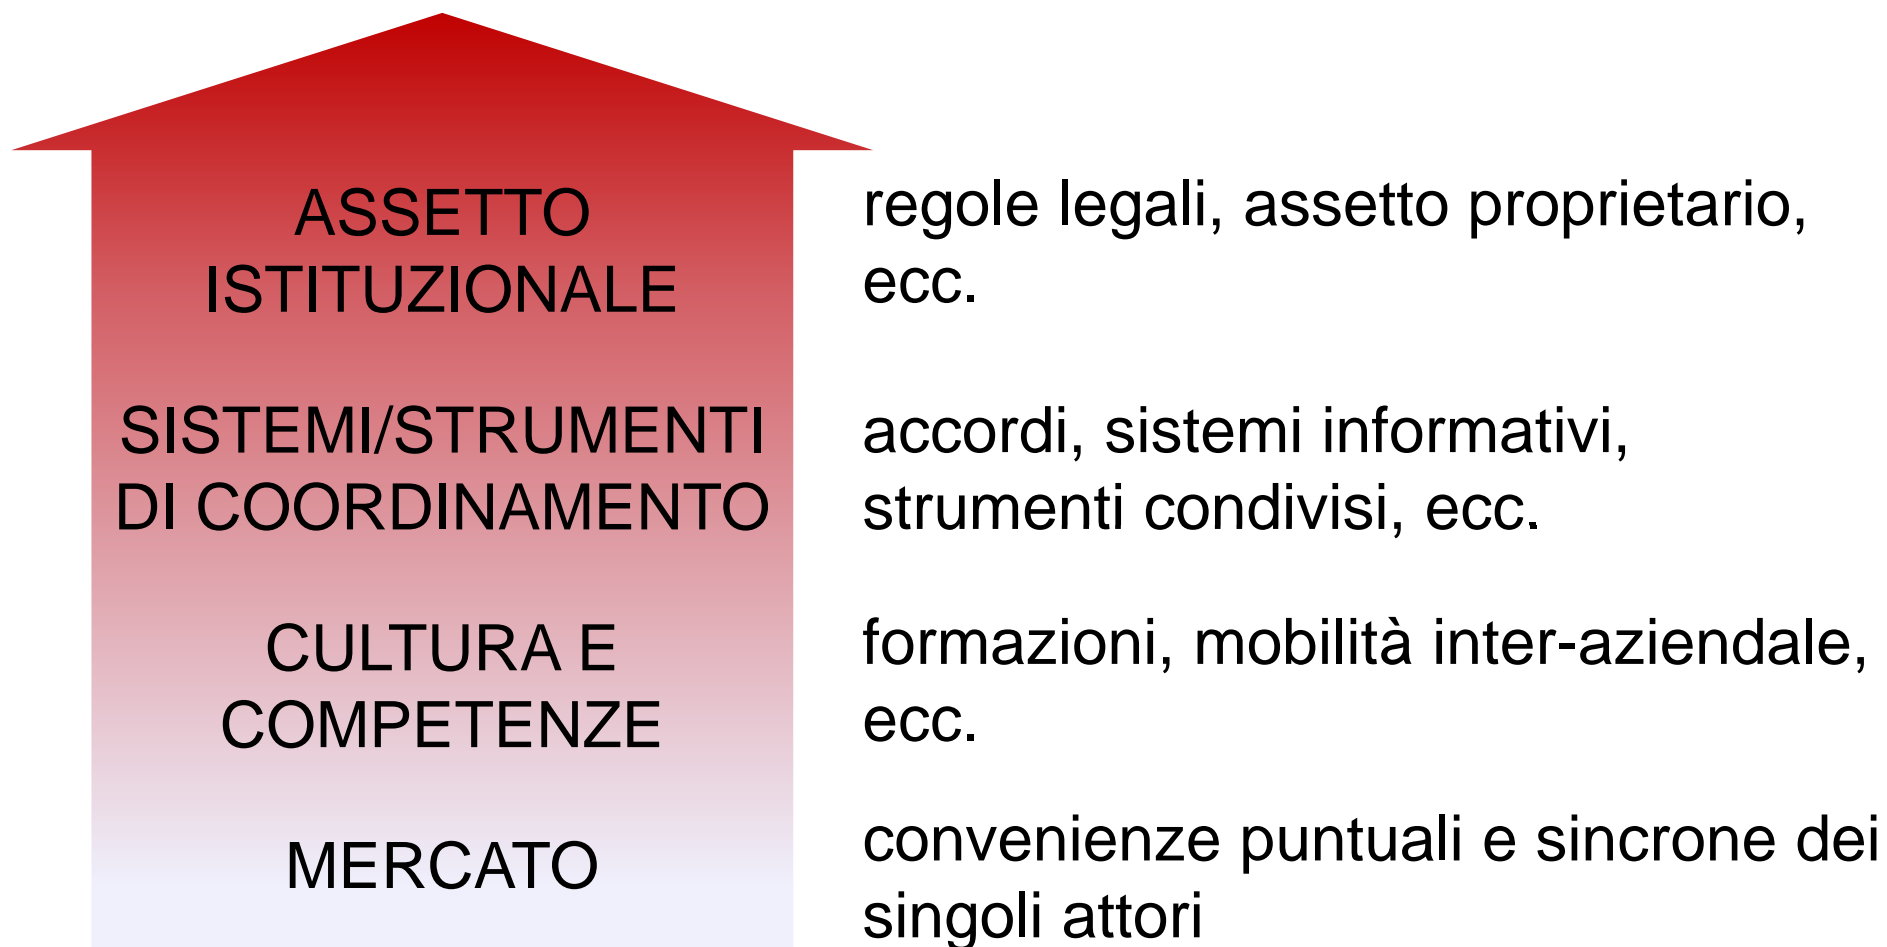 ASSETTO
ISTITUZIONALE
regole legali, assetto proprietario,
ecc.
SISTEMI/STRUMENTI
DI COORDINAMENTO
accordi, sistemi informativi,
strumenti condivisi, ecc.
CULTURA E
COMPETENZE
formazioni, mobilità inter-aziendale,
ecc.
MERCATO
convenienze puntuali e sincrone dei
singoli attori